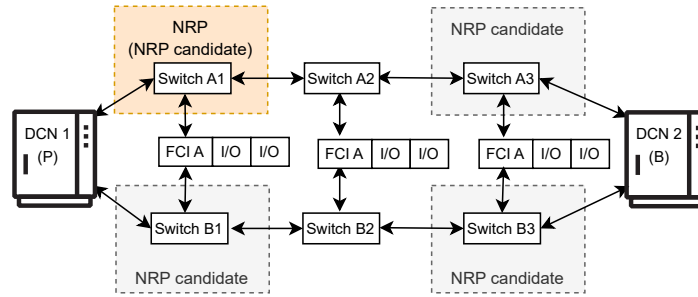 NRP
(NRP candidate)
NRP candidate
Switch A1
Switch A2
Switch A3
DCN 1
(P)
DCN 2
(B)
FCI A I/O I/O
FCI A I/O I/O
FCI A I/O I/O
Switch B1
Switch B2
Switch B3
NRP candidate
NRP candidate